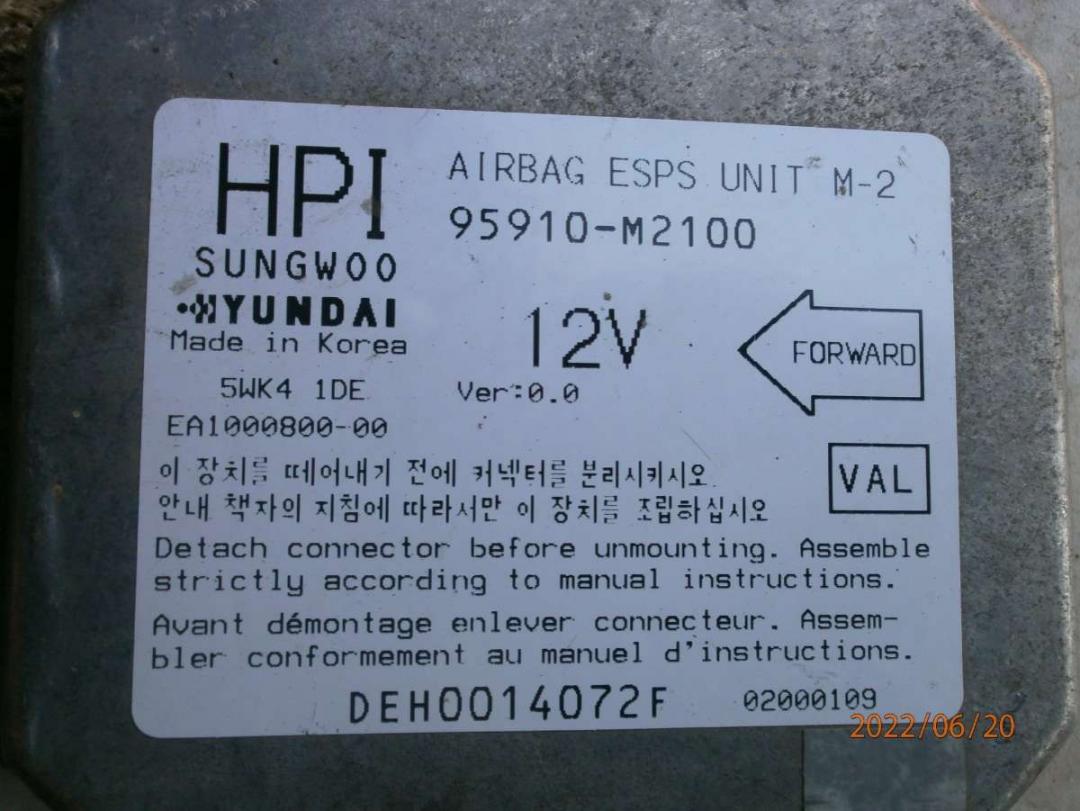 HPI
AIRBAG ESPS UNIT M-2
95910-M2100
SUNGWOO
HYUNDAI
Made in Korea
12V
FORWARD
5WK4 1DE
Ver:0.0
EA1000800-00
VAL
이 장치를 떼어내기 전에 커넥터를 분리시키시오.
안내 책자의 지침에 따라서만 이 장치를 조립하십시오
Detach connector before unmounting. Assemble
strictly according to manual instructions.
Avant démontage enlever connecteur. Assem-
bler conformement au manuel d'instructions.
DEH0014072F
02000109
2022/06/20